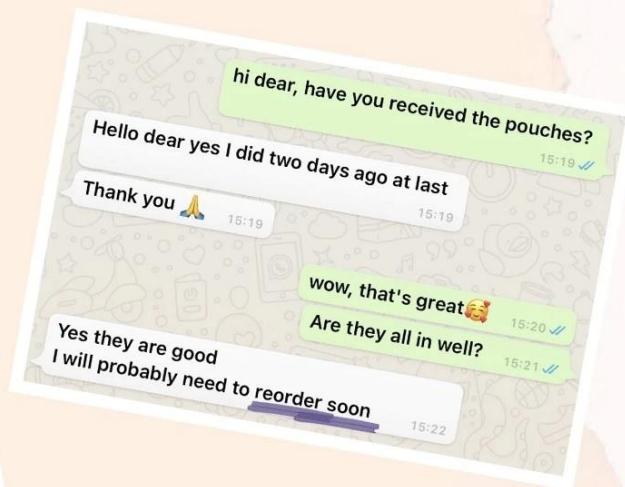 hi dear, have you received the pouches?
15:19
Hello dear yes I did two days ago at last
15:19
Thank you 🙏
15:19
wow, that's great🥰
15:20
Are they all in well?
15:21
Yes they are good
I will probably need to reorder soon
15:22